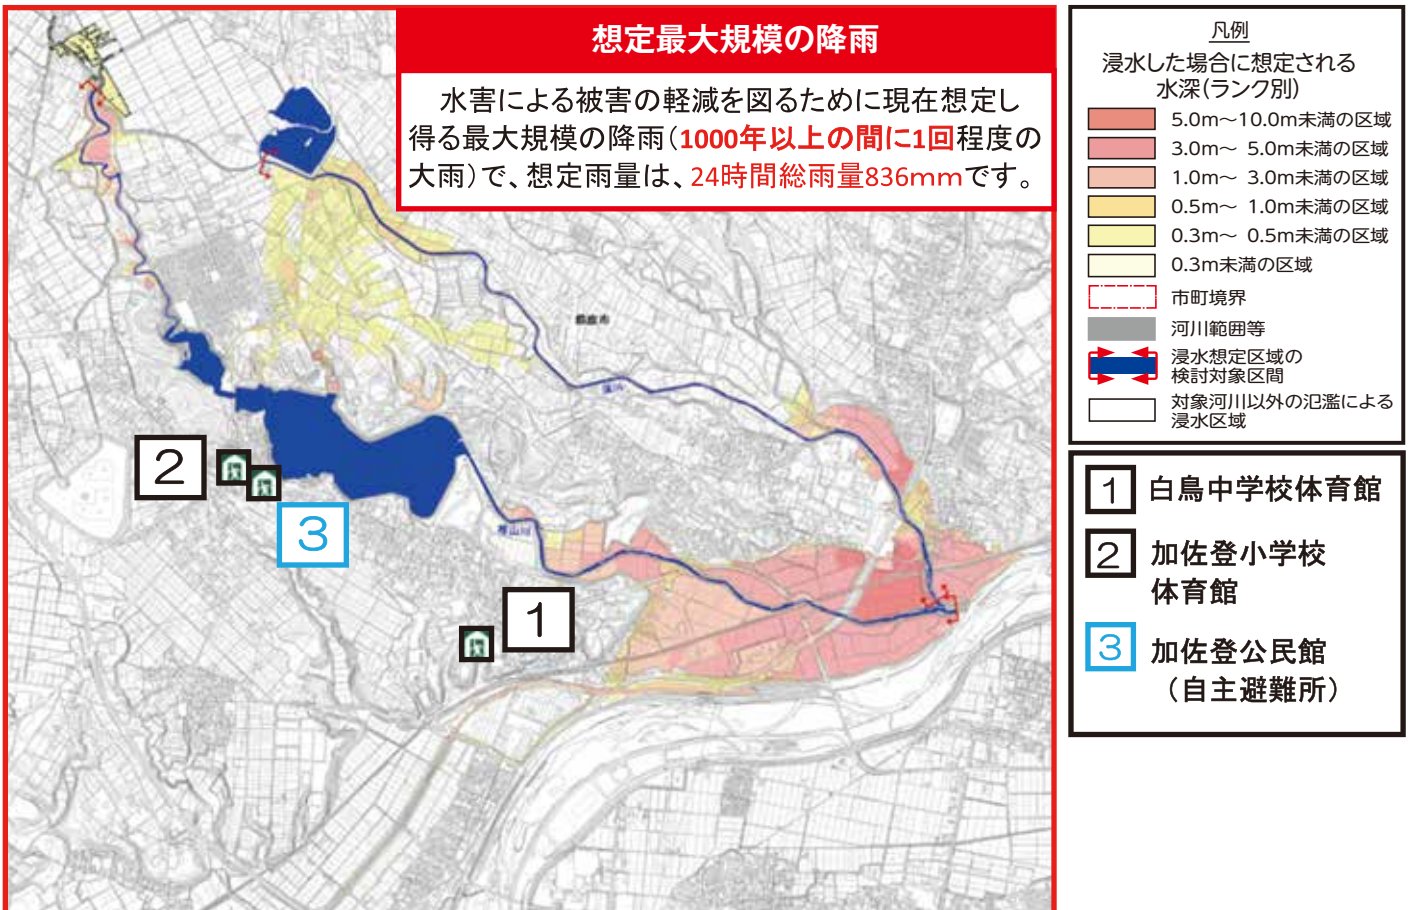 想定最大規模の降雨
水害による被害の軽減を図るために現在想定し
得る最大規模の降雨(1000年以上の間に1回程度の
大雨)で、想定雨量は、24時間総雨量836mmです。
鈴鹿市
椎山川
2
3
1
凡例
浸水した場合に想定される
水深(ランク別)
5.0m～10.0m未満の区域
3.0m～ 5.0m未満の区域
1.0m～ 3.0m未満の区域
0.5m～ 1.0m未満の区域
0.3m～ 0.5m未満の区域
0.3m未満の区域
市町境界
河川範囲等
浸水想定区域の
検討対象区間
対象河川以外の氾濫による
浸水区域
1 白鳥中学校体育館
2 加佐登小学校
体育館
3 加佐登公民館
（自主避難所）